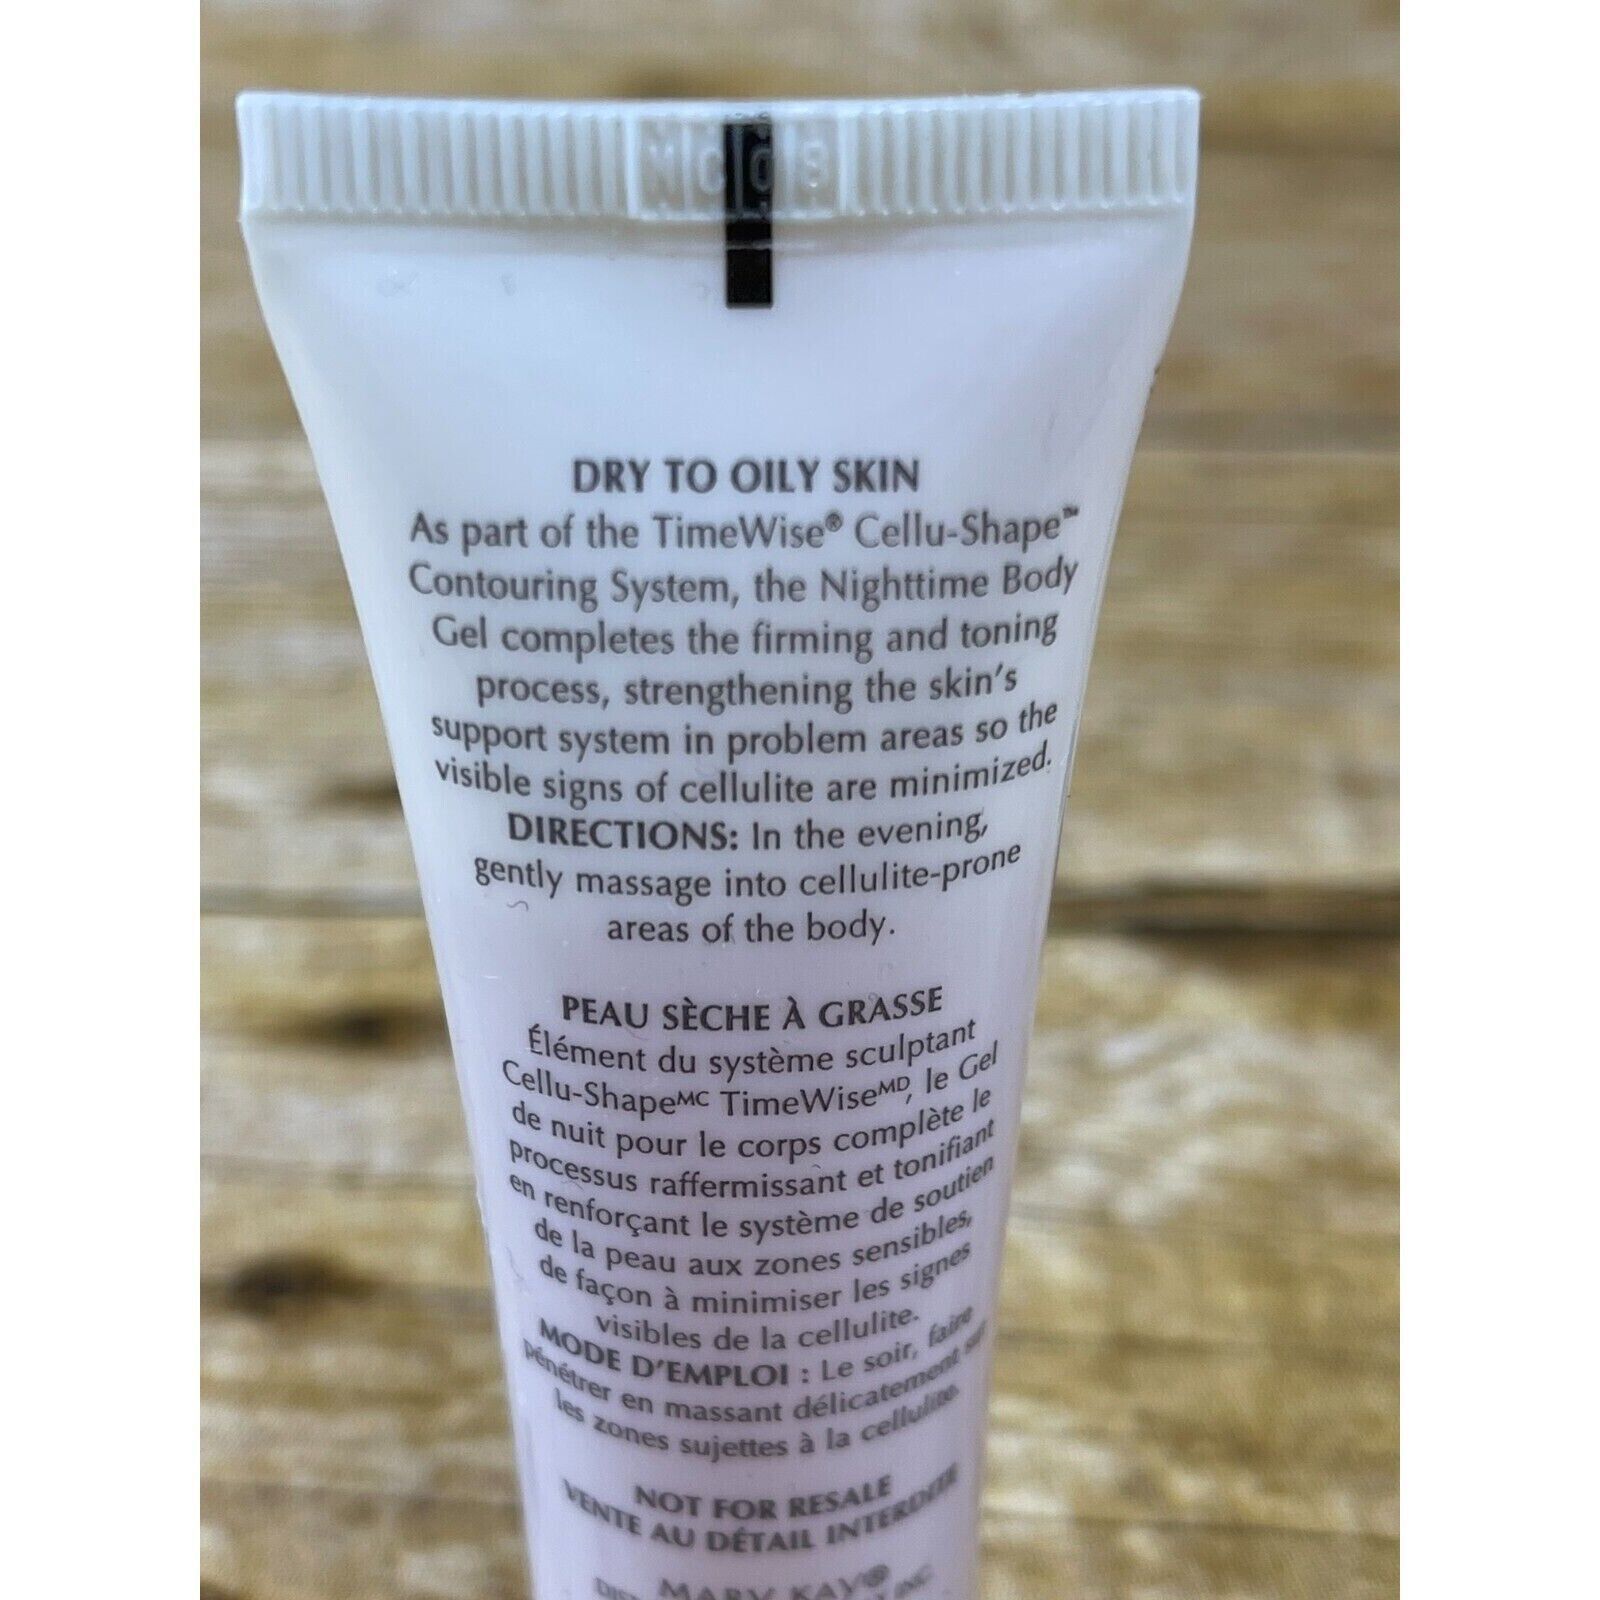 MC08
DRY TO OILY SKIN
As part of the TimeWise® Cellu-Shape™
Contouring System, the Nighttime Body
Gel completes the firming and toning
process, strengthening the skin's
support system in problem areas so the
visible signs of cellulite are minimized.
DIRECTIONS: In the evening,
gently massage into cellulite-prone
areas of the body.
PEAU SÈCHE À GRASSE
Élément du système sculptant
Cellu-ShapeMC TimeWiseMD, le Gel
de nuit pour le corps complète le
processus raffermissant et tonifiant
en renforçant le système de soutien
de la peau aux zones sensibles,
de façon à minimiser les signes
visibles de la cellulite.
MODE D'EMPLOI : Le soir, faire
pénétrer en massant délicatement sur
les zones sujettes à la cellulite.
NOT FOR RESALE
VENTE AU DÉTAIL INTERDITE
MARY KAY®
INC.